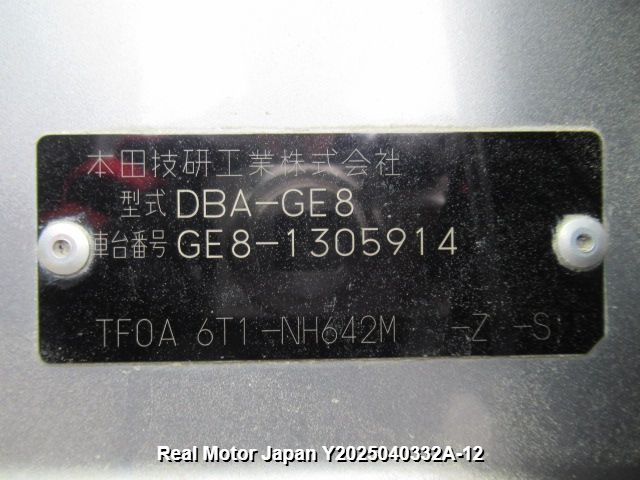 本田技研工業株式会社
型式 DBA-GE8
車台番号 GE8-1305914
TF0A 6T1-NH642M -Z -S
Real Motor Japan Y2025040332A-12